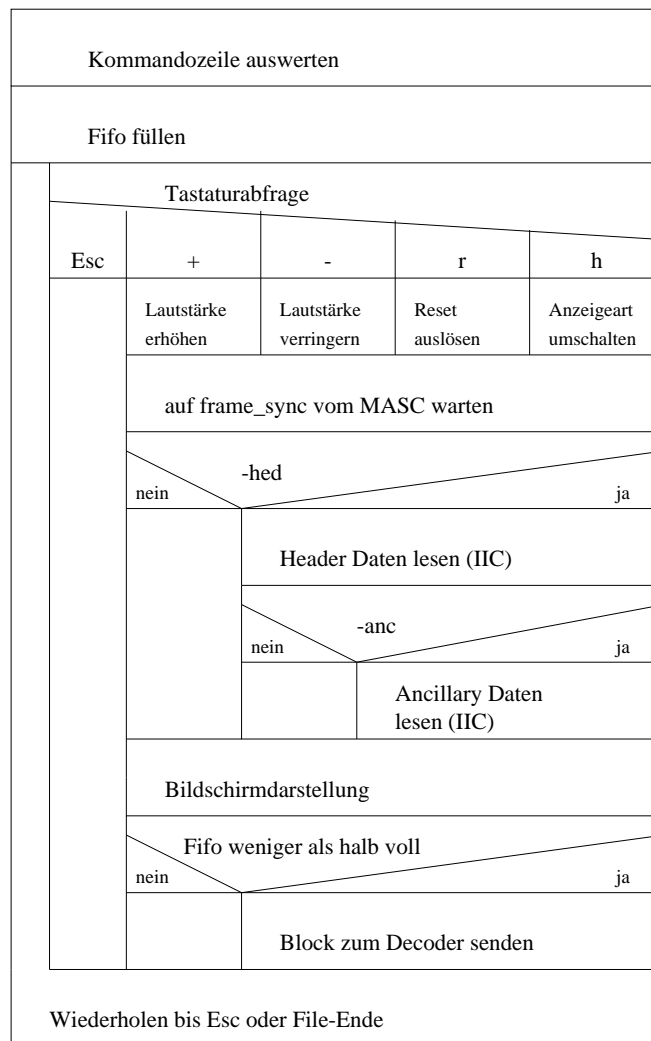 Kommandozeile auswerten
Fifo füllen
Tastaturabfrage
Esc + - r h
Lautstärke erhöhen
Lautstärke verringern
Reset auslösen
Anzeigeart umschalten
auf frame_sync vom MASC warten
-hed
nein ja
Header Daten lesen (IIC)
-anc
nein ja
Ancillary Daten
lesen (IIC)
Bildschirmdarstellung
Fifo weniger als halb voll
nein ja
Block zum Decoder senden
Wiederholen bis Esc oder File-Ende